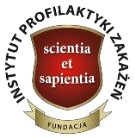 INSTYTUT PROFILAKTYKI ZAKAŻEŃ
scientia
et
sapientia
FUNDACJA